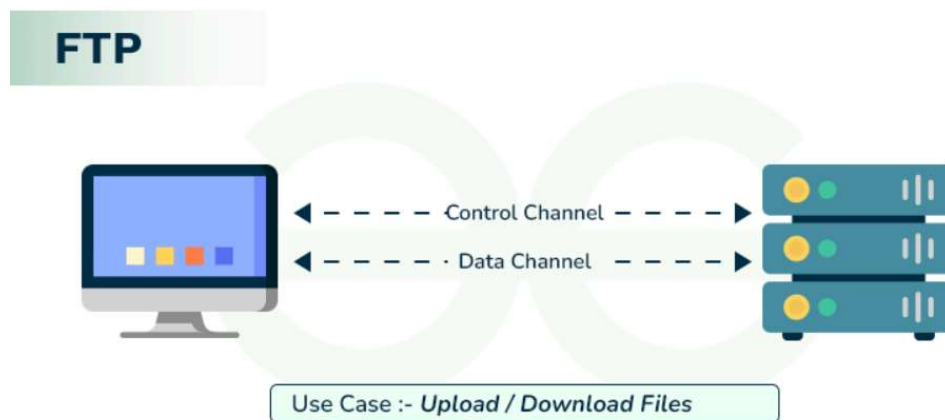 FTP
Control Channel
Data Channel
Use Case :- Upload / Download Files